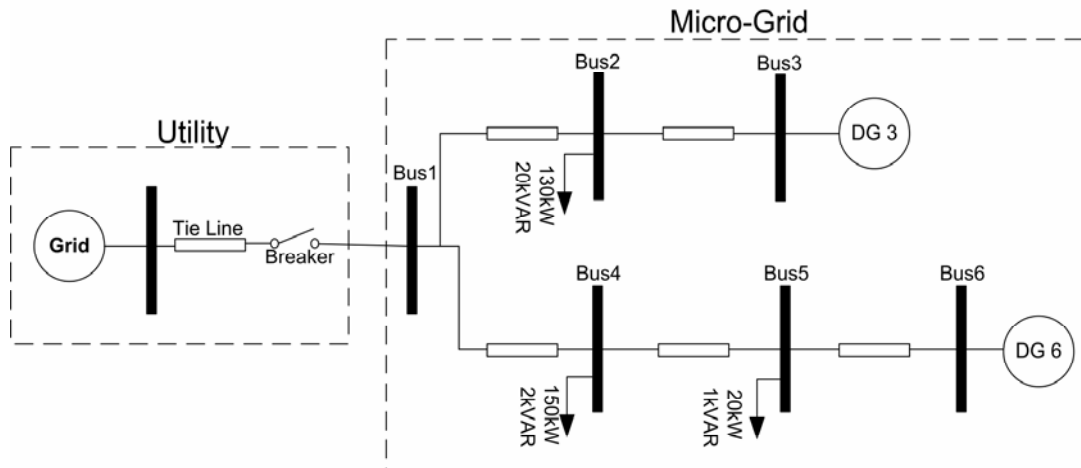 Micro-Grid
Utility
Bus1
Bus2
Bus3
DG 3
130kW
20kVAR
Grid
Tie Line
Breaker
Bus4
Bus5
Bus6
DG 6
150kW
2kVAR
20kW
1kVAR